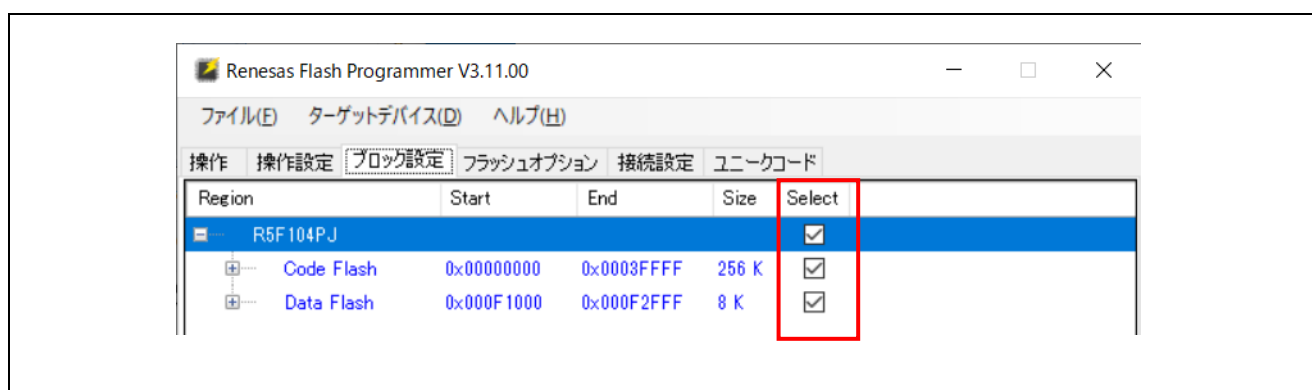 Renesas Flash Programmer V3.11.00
ファイル(F) ターゲットデバイス(D) ヘルプ(H)
操作 操作設定 ブロック設定 フラッシュオプション 接続設定 ユニークコード
Region Start End Size Select
R5F104PJ
Code Flash 0x00000000 0x0003FFFF 256 K
Data Flash 0x000F1000 0x000F2FFF 8 K